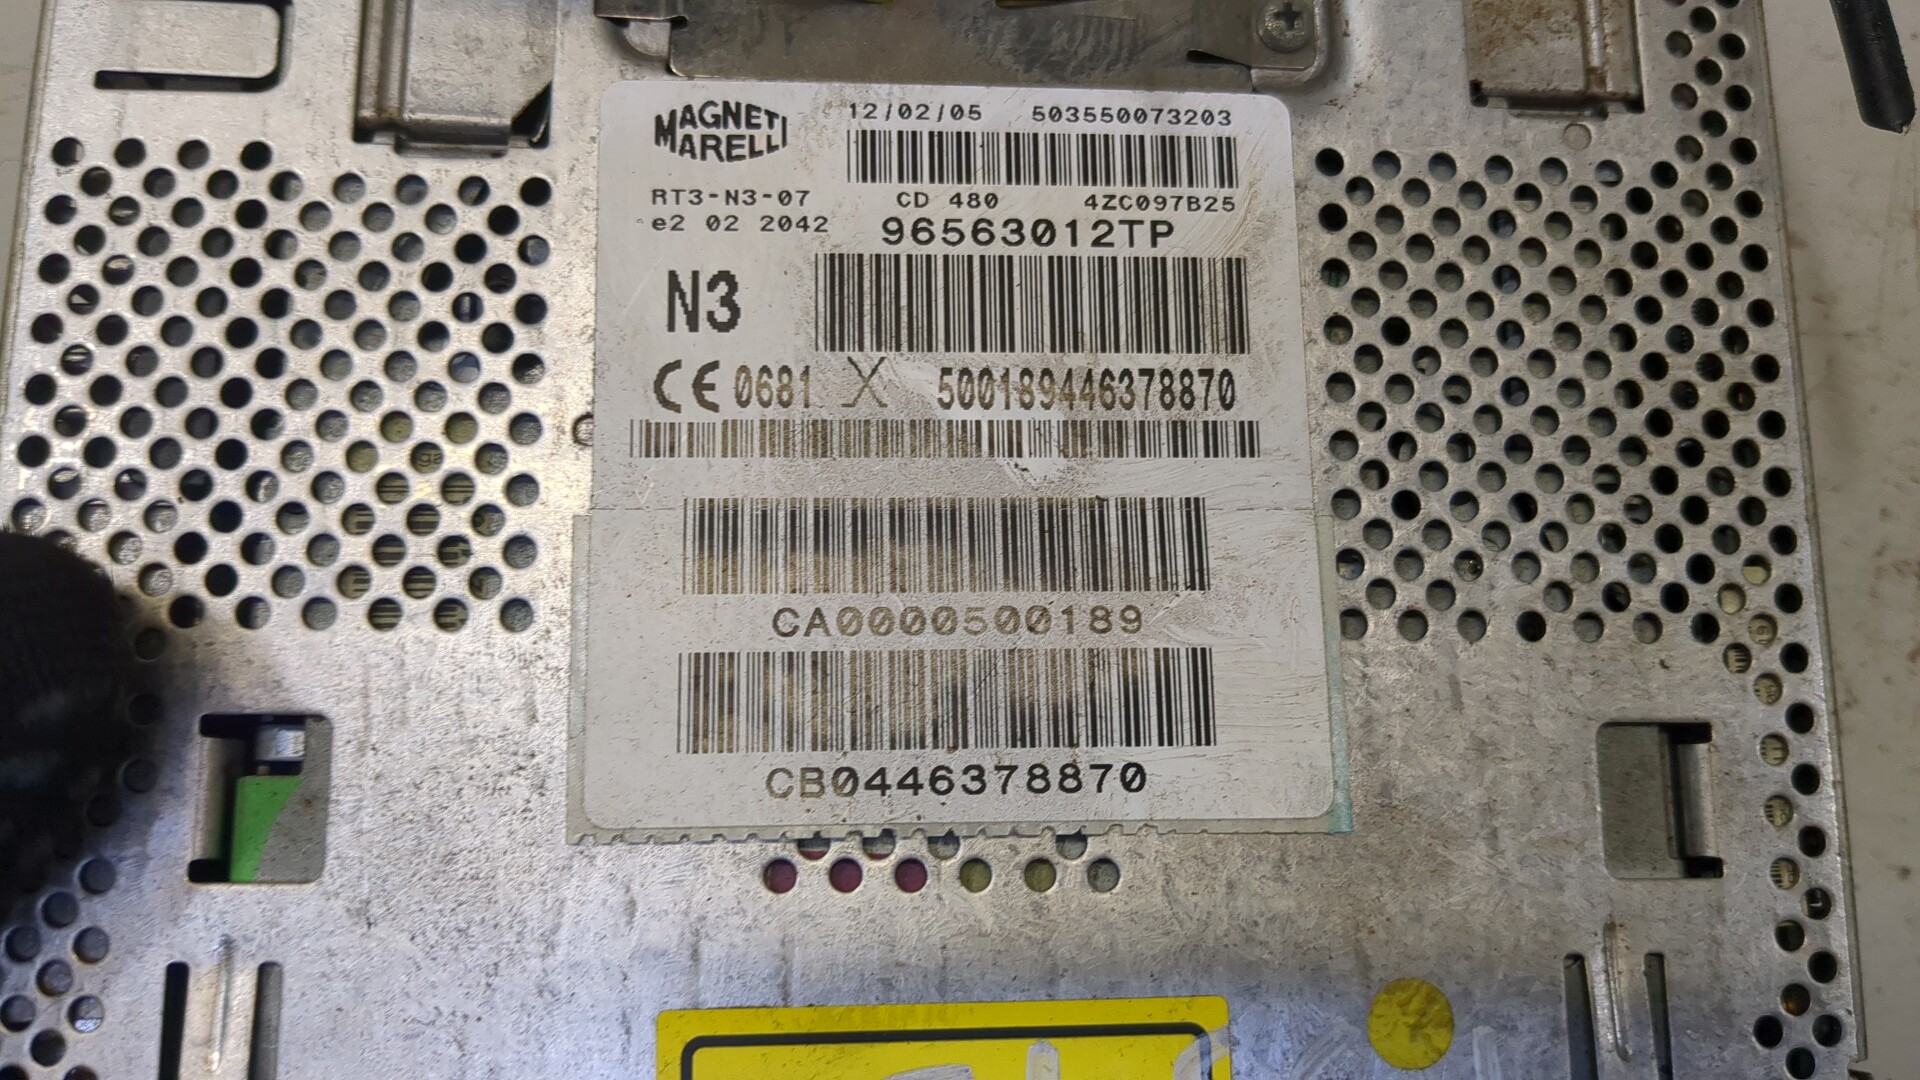 MAGNETI
MARELLI
12/02/05 503550073203
RT3-N3-07 CD 480 4ZC097B25
e2 02 2042 96563012TP
N3
CE 0681 X 500189446378870
CA0000500189
CB0446378870